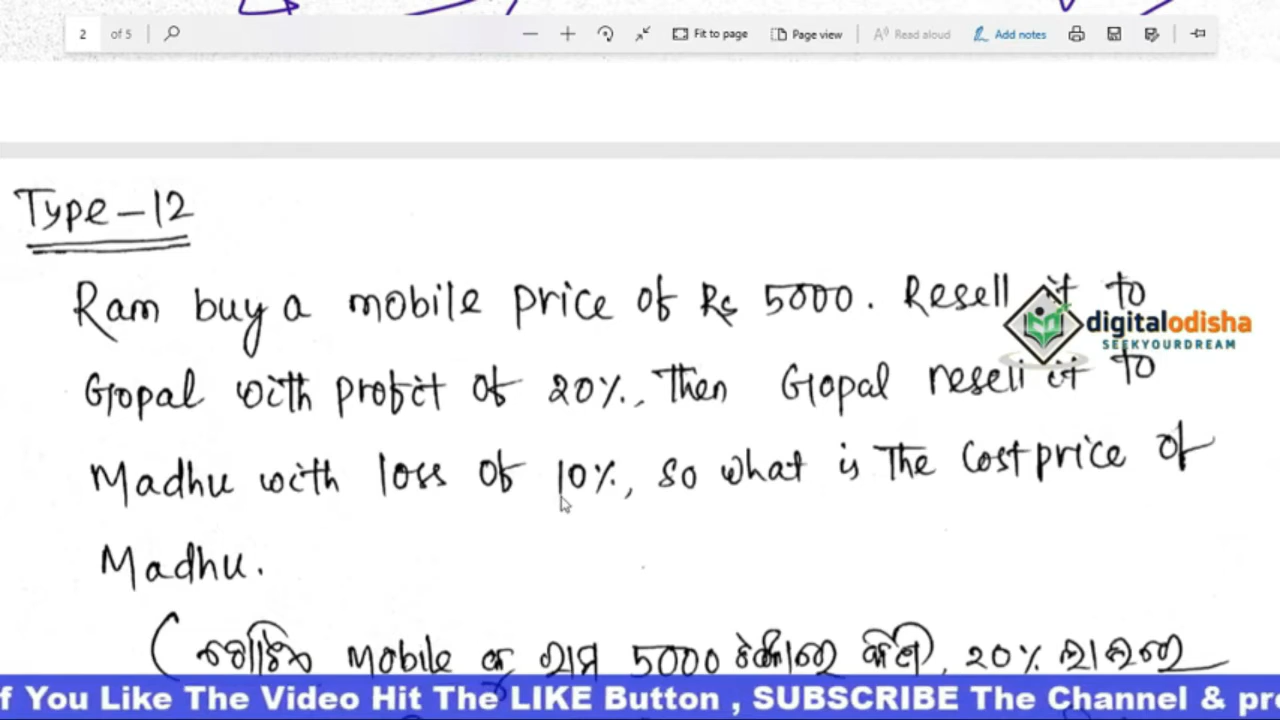 2 of 5 Fit to page Page view Read aloud Add notes
Type-12
Ram buy a mobile price of Rs 5000. Resell it to
Gopal with profit of 20%, Then Gopal resell it to
Madhu with loss of 10%, so what is The costprice of
Madhu.
(ଗୋଟିଏ mobile କୁ ରାମ 5000 ଟଙ୍କାରେ କିଣି, 20% ଲାଭରେ
digitalodisha
SEEKYOURDREAM
f You Like The Video Hit The LIKE Button , SUBSCRIBE The Channel & pr